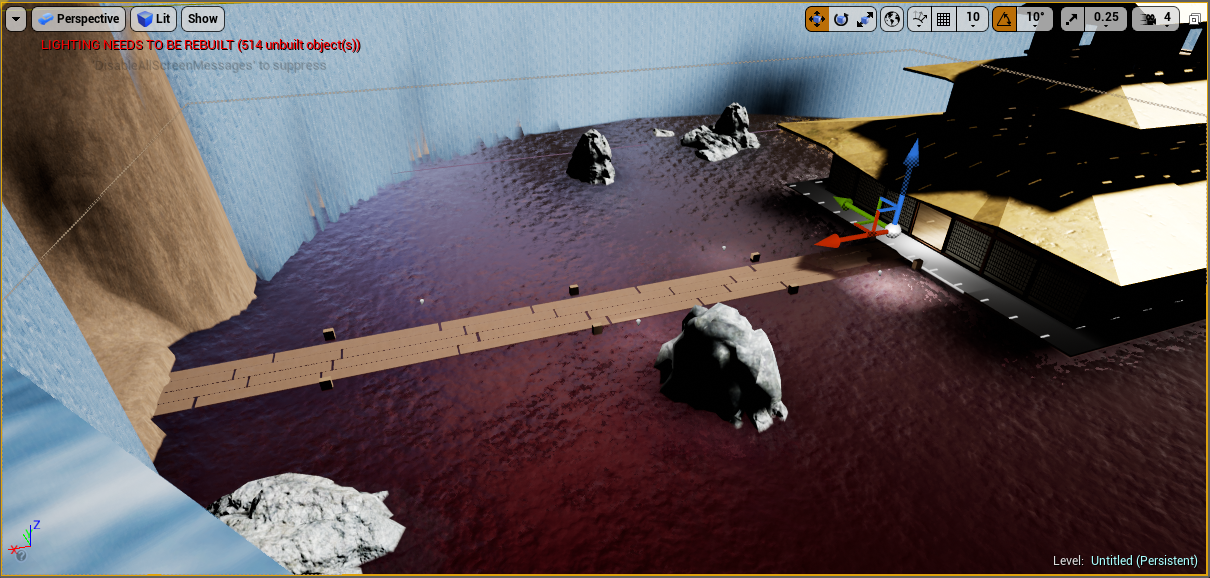 Perspective Lit Show 10 10° 0.25 4
LIGHTING NEEDS TO BE REBUILT (514 unbuilt object(s))
'DisableAllScreenMessages' to suppress
Z
Y
X
?
Level: Untitled (Persistent)